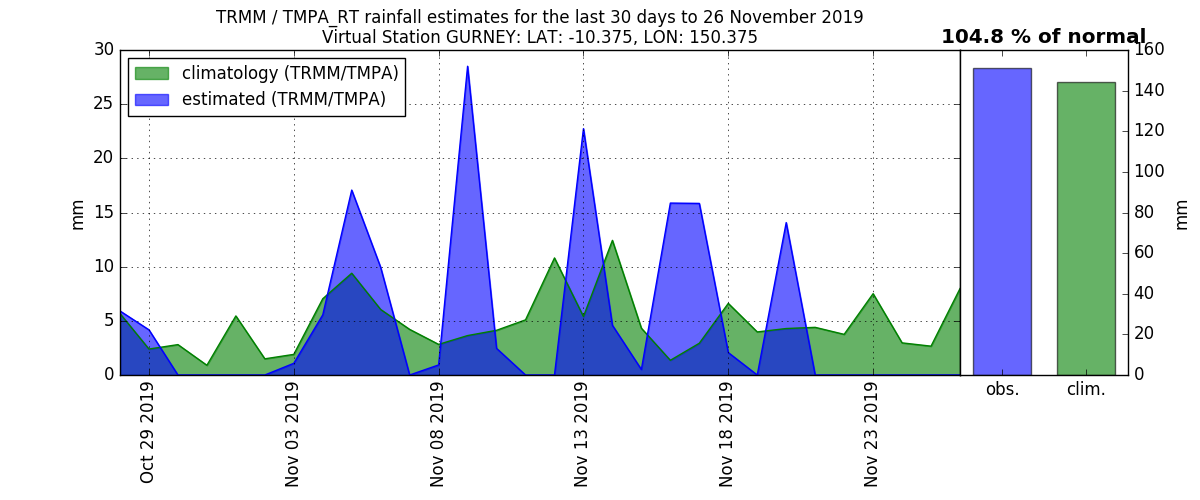 TRMM / TMPA_RT rainfall estimates for the last 30 days to 26 November 2019
Virtual Station GURNEY: LAT: -10.375, LON: 150.375
104.8 % of normal
climatology (TRMM/TMPA)
estimated (TRMM/TMPA)
30
25
20
15
10
5
0
mm
Oct 29 2019
Nov 03 2019
Nov 08 2019
Nov 13 2019
Nov 18 2019
Nov 23 2019
obs.
clim.
160
140
120
100
80
60
40
20
0
mm